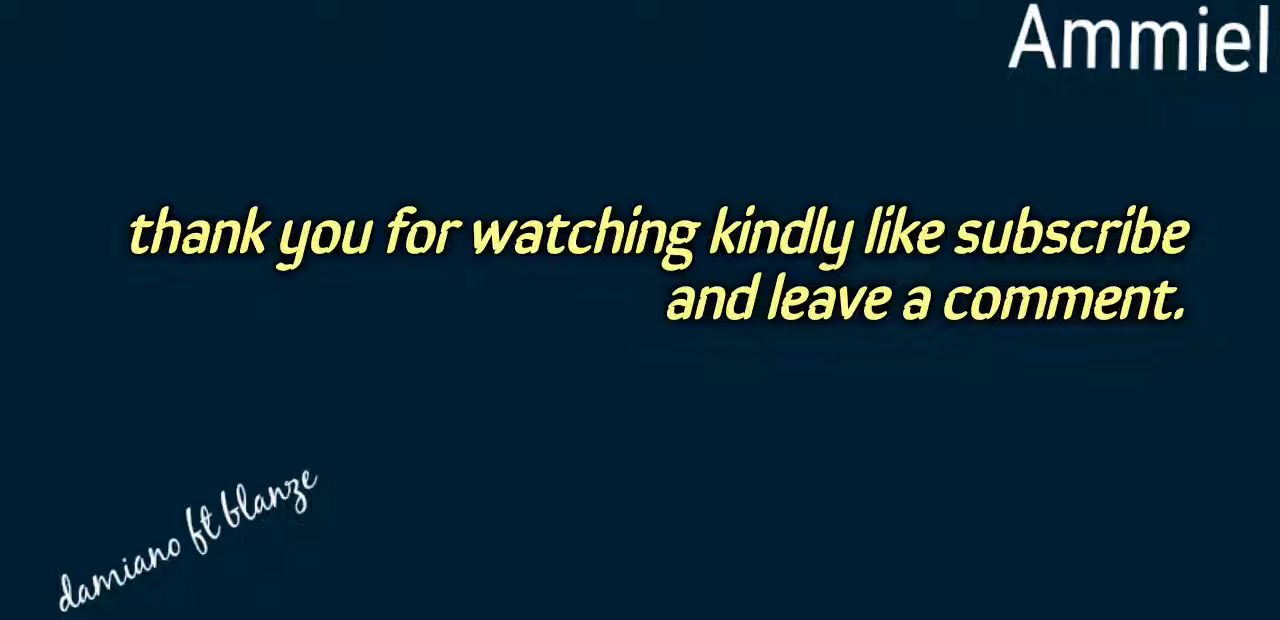 Ammiel
thank you for watching kindly like subscribe
and leave a comment.
damiano ft blanze